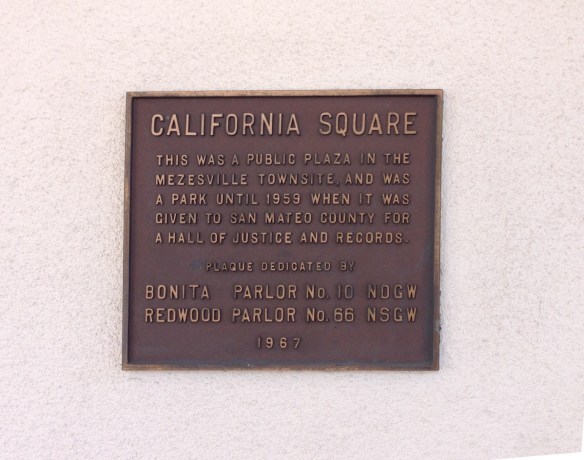 CALIFORNIA SQUARE
THIS WAS A PUBLIC PLAZA IN THE
MEZESVILLE TOWNSITE, AND WAS
A PARK UNTIL 1959 WHEN IT WAS
GIVEN TO SAN MATEO COUNTY FOR
A HALL OF JUSTICE AND RECORDS.
PLAQUE DEDICATED BY
BONITA PARLOR No. 10 NDGW
REDWOOD PARLOR No. 66 NSGW
1967